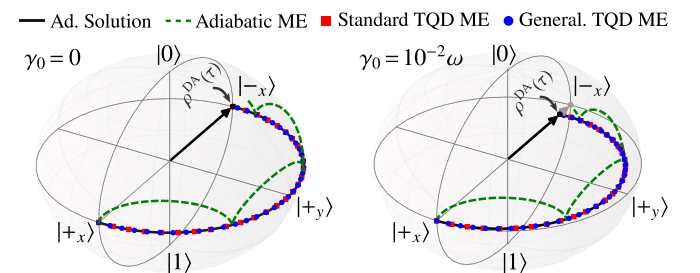 Ad. Solution Adiabatic ME Standard TQD ME General. TQD ME
γ₀ = 0
|0⟩
|−ₓ⟩
ρᴰᴬ(τ)
|+ᵧ⟩
|+ₓ⟩
|1⟩
γ₀ = 10⁻²ω
|0⟩
|−ₓ⟩
ρᴰᴬ(τ)
|+ᵧ⟩
|+ₓ⟩
|1⟩